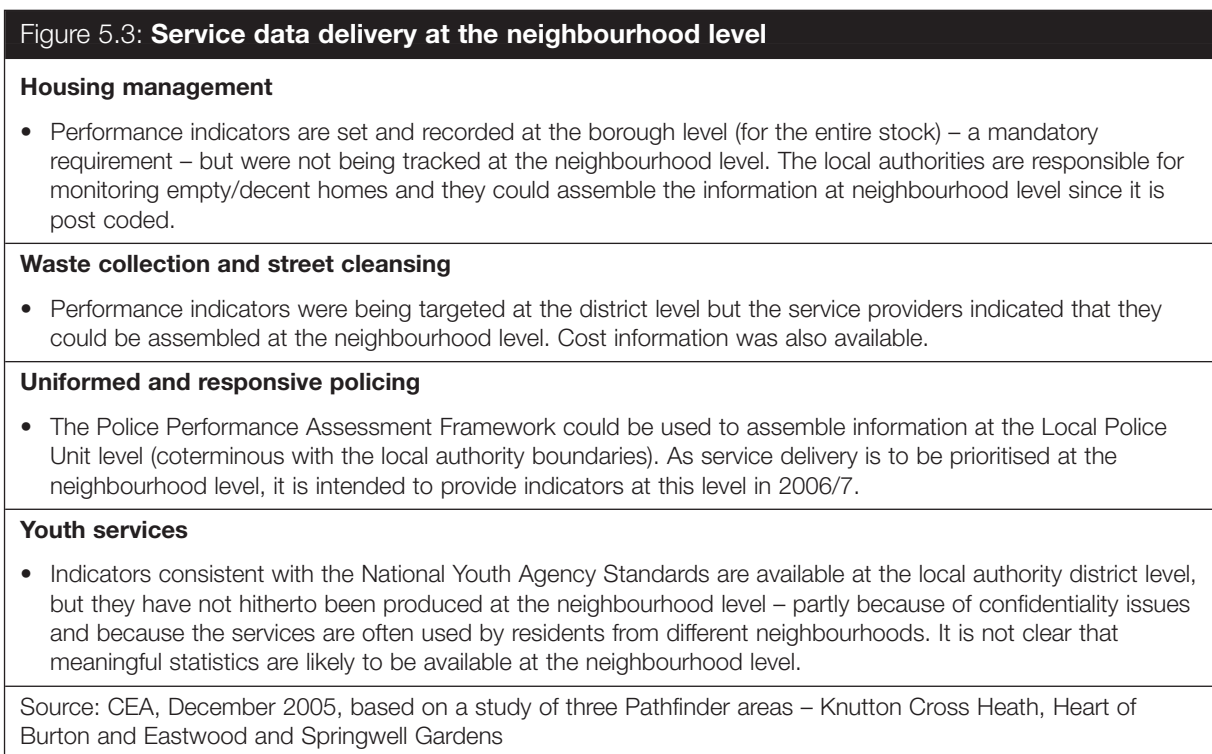 Figure 5.3: Service data delivery at the neighbourhood level
Housing management
• Performance indicators are set and recorded at the borough level (for the entire stock) – a mandatory
requirement – but were not being tracked at the neighbourhood level. The local authorities are responsible for
monitoring empty/decent homes and they could assemble the information at neighbourhood level since it is
post coded.
Waste collection and street cleansing
• Performance indicators were being targeted at the district level but the service providers indicated that they
could be assembled at the neighbourhood level. Cost information was also available.
Uniformed and responsive policing
• The Police Performance Assessment Framework could be used to assemble information at the Local Police
Unit level (coterminous with the local authority boundaries). As service delivery is to be prioritised at the
neighbourhood level, it is intended to provide indicators at this level in 2006/7.
Youth services
• Indicators consistent with the National Youth Agency Standards are available at the local authority district level,
but they have not hitherto been produced at the neighbourhood level – partly because of confidentiality issues
and because the services are often used by residents from different neighbourhoods. It is not clear that
meaningful statistics are likely to be available at the neighbourhood level.
Source: CEA, December 2005, based on a study of three Pathfinder areas – Knutton Cross Heath, Heart of
Burton and Eastwood and Springwell Gardens